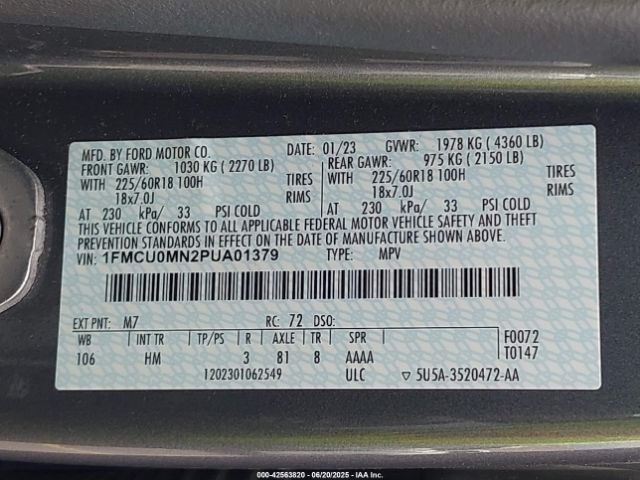 MFD. BY FORD MOTOR CO. DATE: 01/23 GVWR: 1978 KG ( 4360 LB)
FRONT GAWR: 1030 KG ( 2270 LB) REAR GAWR: 975 KG ( 2150 LB)
WITH 225/60R18 100H TIRES WITH 225/60R18 100H TIRES
18x7.0J RIMS 18x7.0J RIMS
AT 230 kPa/ 33 PSI COLD AT 230 kPa/ 33 PSI COLD
THIS VEHICLE CONFORMS TO ALL APPLICABLE FEDERAL MOTOR VEHICLE SAFETY AND THEFT
PREVENTION STANDARDS IN EFFECT ON THE DATE OF MANUFACTURE SHOWN ABOVE.
VIN: 1FMCU0MN2PUA01379 TYPE: MPV
EXT PNT: M7 RC: 72 DSO:
WB INT TR TP/PS R AXLE TR SPR F0072
106 HM 3 81 8 AAAA T0147
1202301062549 ULC ▽ 5U5A-3520472-AA
000-42563820 - 06/20/2025 - IAA Inc.